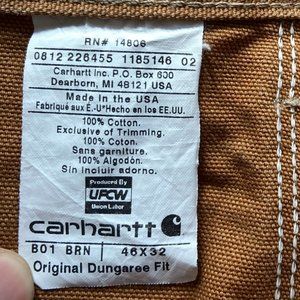 RN# 14806
0812 226455 1185146 02
Carhartt Inc. P.O. Box 600
Dearborn, MI 48121 USA
Made in the USA
Fabriqué aux É.-U*Hecho en los EE.UU.
100% Cotton.
Exclusive of Trimming.
100% Cotton.
Sans garniture.
100% Algodón.
Sin incluir adorno.
Produced By
UFCW
Union Labor
carhartt
B01 BRN 46X32
Original Dungaree Fit